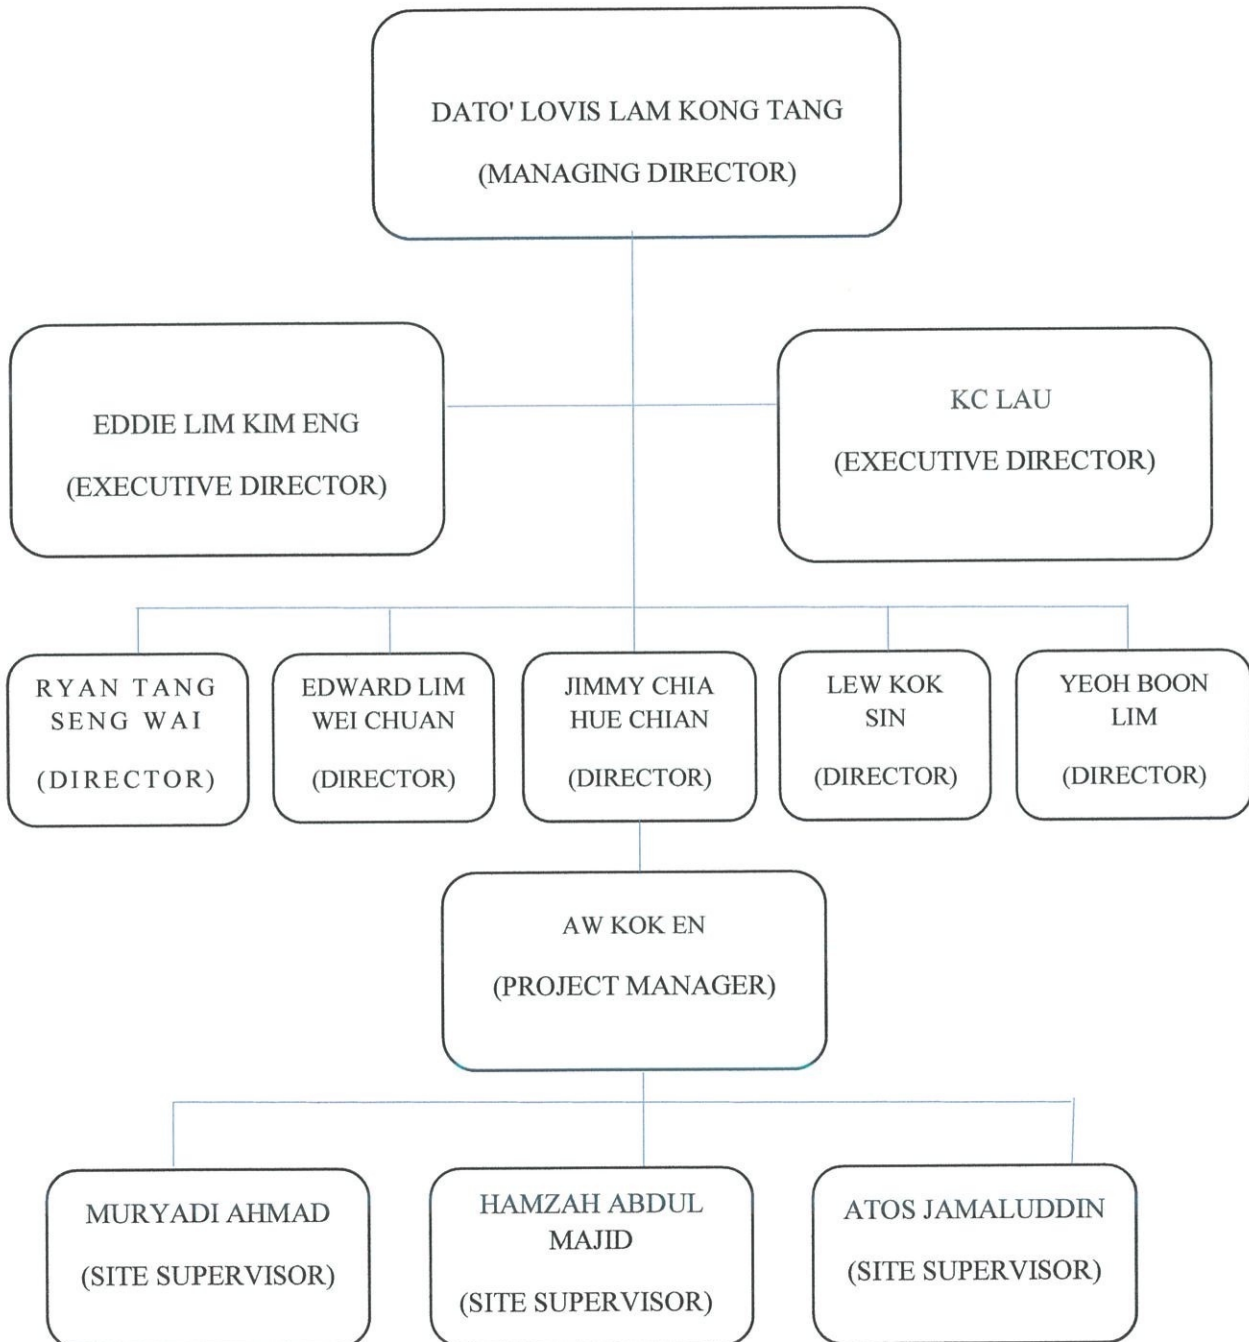 DATO' LOVIS LAM KONG TANG
(MANAGING DIRECTOR)
EDDIE LIM KIM ENG
(EXECUTIVE DIRECTOR)
KC LAU
(EXECUTIVE DIRECTOR)
RYAN TANG
SENG WAI
(DIRECTOR)
EDWARD LIM
WEI CHUAN
(DIRECTOR)
JIMMY CHIA
HUE CHIAN
(DIRECTOR)
LEW KOK
SIN
(DIRECTOR)
YEOH BOON
LIM
(DIRECTOR)
AW KOK EN
(PROJECT MANAGER)
MURYADI AHMAD
(SITE SUPERVISOR)
HAMZAH ABDUL
MAJID
(SITE SUPERVISOR)
ATOS JAMALUDDIN
(SITE SUPERVISOR)